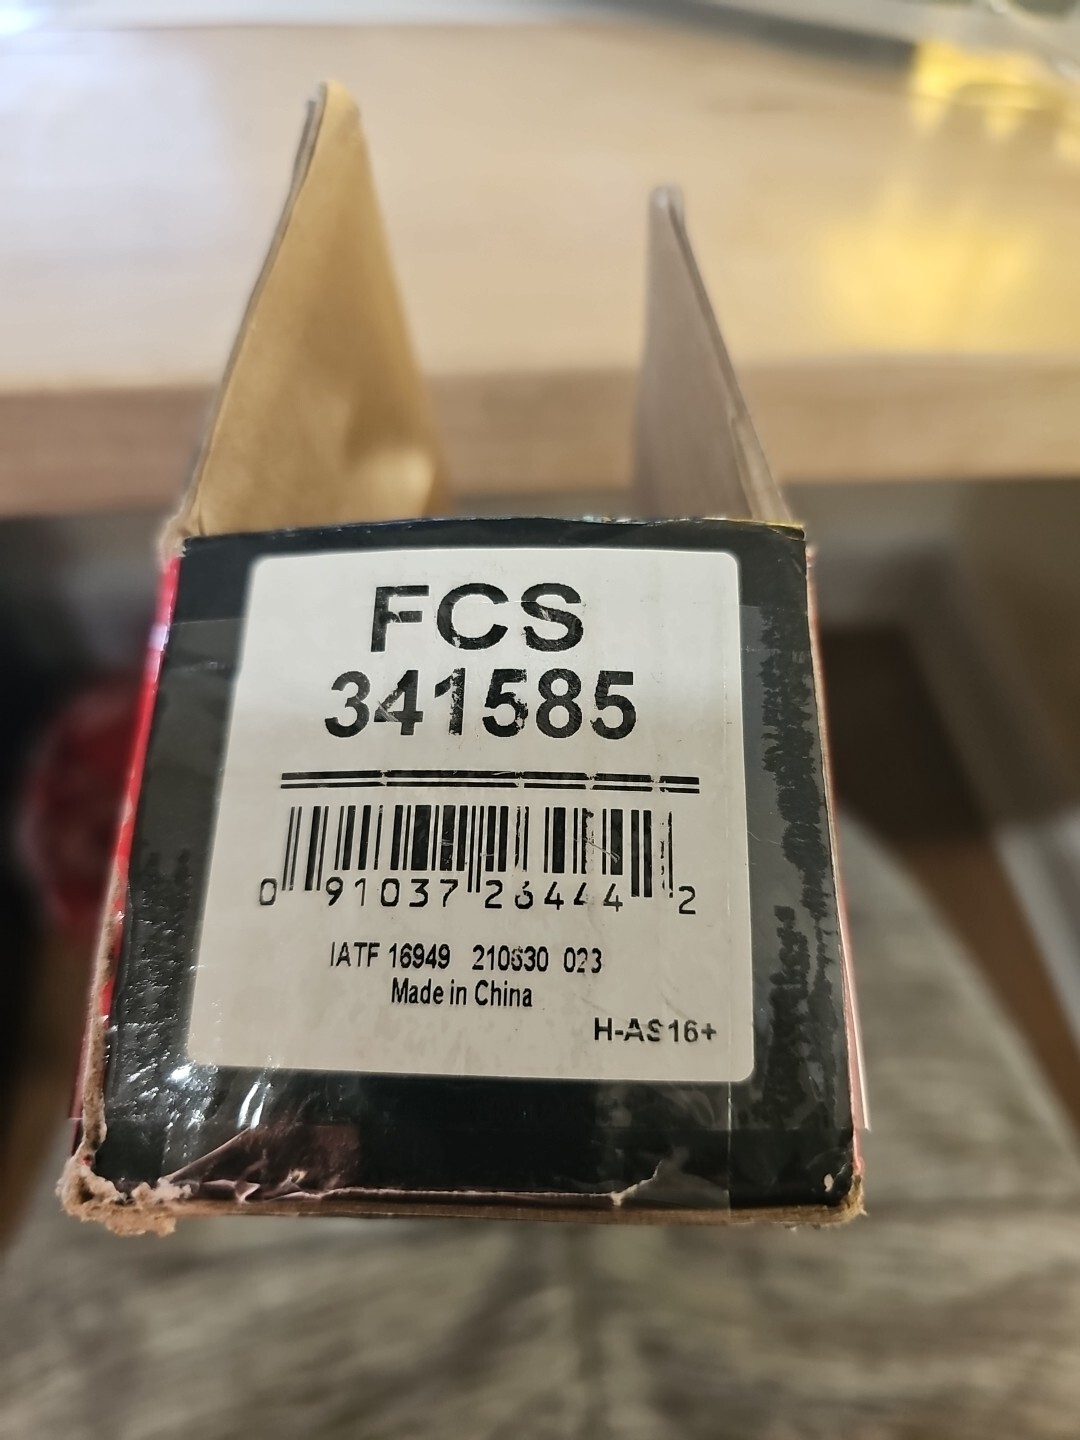 FCS
341585
0 91037 26444 2
IATF 16949 210630 023
Made in China
H-AS16+